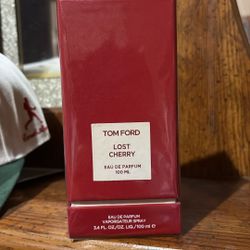 TOM FORD
LOST
CHERRY
EAU DE PARFUM
100 ML
EAU DE PARFUM
VAPORISATEUR SPRAY
3.4 FL.OZ./OZ. LIQ./100 ml ℮